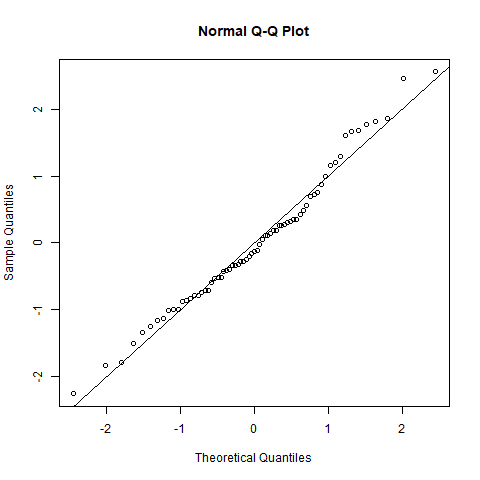 Normal Q-Q Plot
Sample Quantiles
2
1
0
-1
-2
-2 -1 0 1 2
Theoretical Quantiles